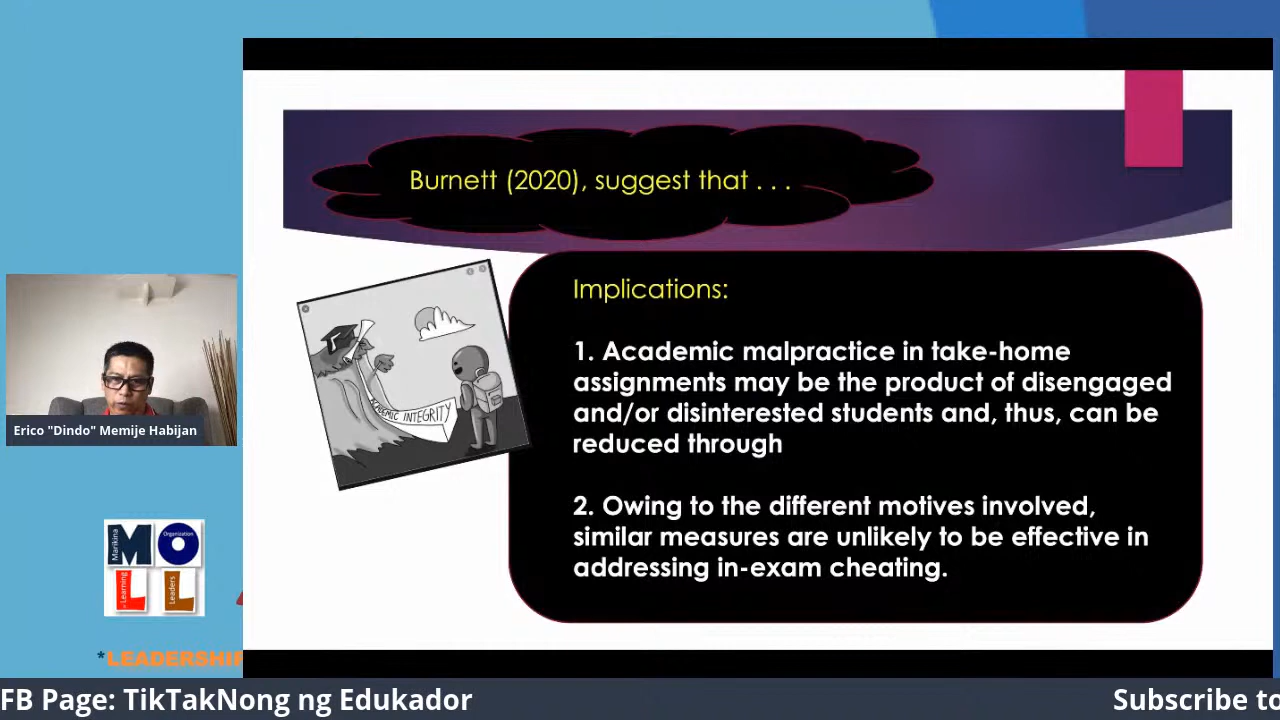 Burnett (2020), suggest that . . .
Implications:
1. Academic malpractice in take-home
assignments may be the product of disengaged
and/or disinterested students and, thus, can be
reduced through
2. Owing to the different motives involved,
similar measures are unlikely to be effective in
addressing in-exam cheating.
INTEGRITY
Erico "Dindo" Memije Habijan
Marikina
Organization
M O
of Learning
Leaders
L L
*LEADERSHIP
FB Page: TikTakNong ng Edukador
Subscribe to